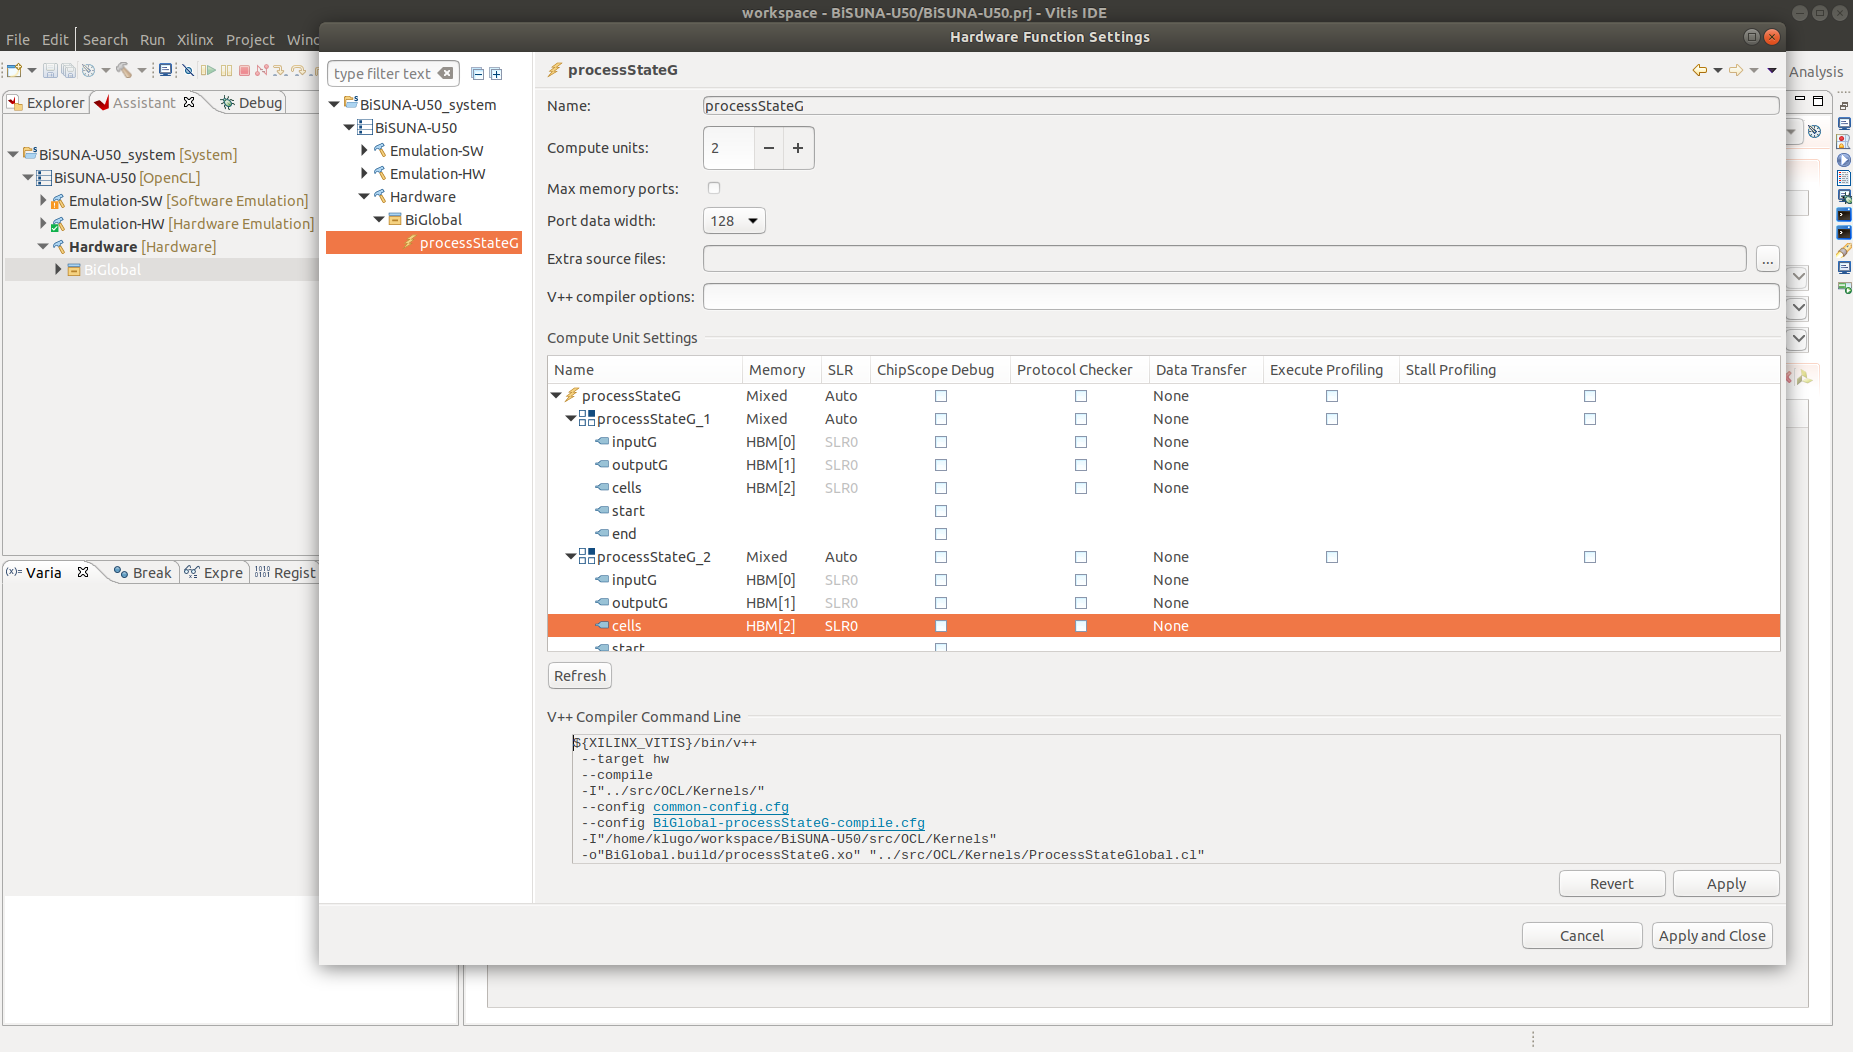 workspace - BiSUNA-U50/BiSUNA-U50.prj - Vitis IDE
File Edit Search Run Xilinx Project Wind
Hardware Function Settings
Explorer Assistant Debug
Analysis
BiSUNA-U50_system [System]
BiSUNA-U50 [OpenCL]
Emulation-SW [Software Emulation]
Emulation-HW [Hardware Emulation]
Hardware [Hardware]
BiGlobal
Varia Break Expre Regist
type filter text
BiSUNA-U50_system
BiSUNA-U50
Emulation-SW
Emulation-HW
Hardware
BiGlobal
processStateG
processStateG
Name: processStateG
Compute units: 2 − +
Max memory ports:
Port data width: 128
Extra source files: ...
V++ compiler options:
Compute Unit Settings
Name Memory SLR ChipScope Debug Protocol Checker Data Transfer Execute Profiling Stall Profiling
processStateG Mixed Auto None
processStateG_1 Mixed Auto None
inputG HBM[0] SLR0 None
outputG HBM[1] SLR0 None
cells HBM[2] SLR0 None
start
end
processStateG_2 Mixed Auto None
inputG HBM[0] SLR0 None
outputG HBM[1] SLR0 None
cells HBM[2] SLR0 None
start
Refresh
V++ Compiler Command Line
${XILINX_VITIS}/bin/v++
--target hw
--compile
-I"../src/OCL/Kernels/"
--config common-config.cfg
--config BiGlobal-processStateG-compile.cfg
-I"/home/klugo/workspace/BiSUNA-U50/src/OCL/Kernels"
-o"BiGlobal.build/processStateG.xo" "../src/OCL/Kernels/ProcessStateGlobal.cl"
Revert Apply
Cancel Apply and Close